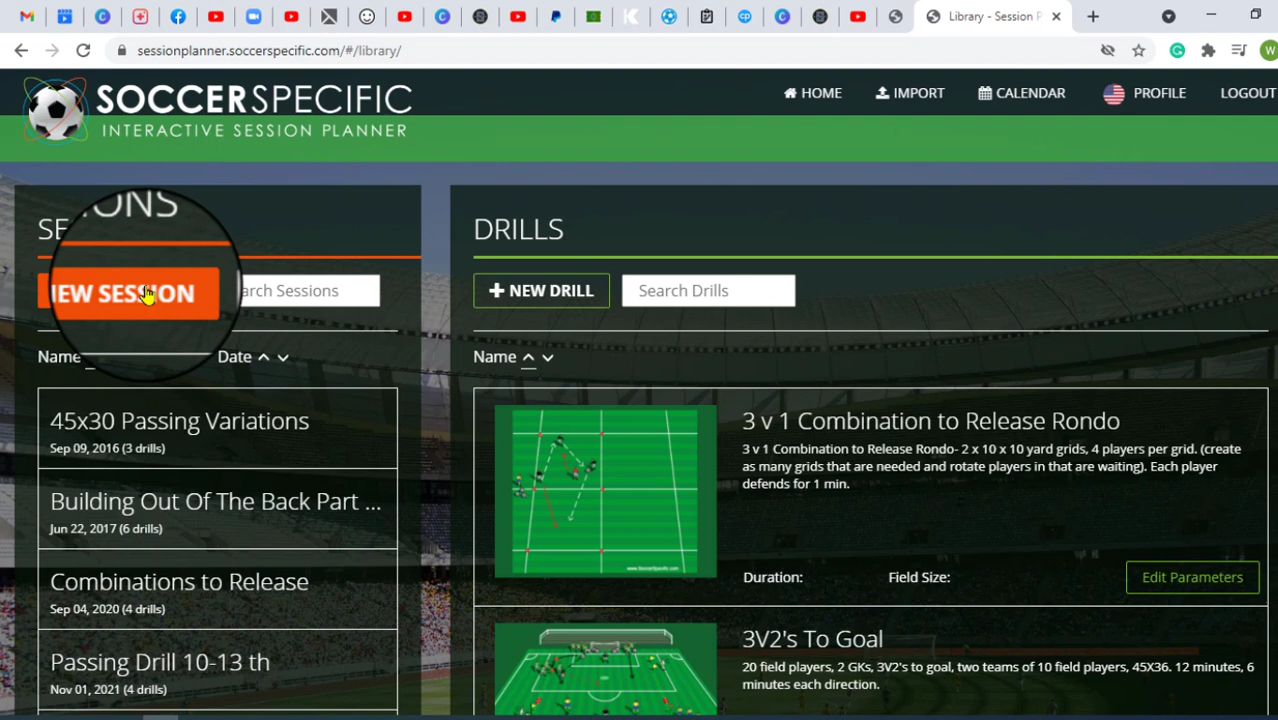 Library - Session P
sessionplanner.soccerspecific.com/#/library/
W
SOCCERSPECIFIC
INTERACTIVE SESSION PLANNER
HOME
IMPORT
CALENDAR
PROFILE
LOGOUT
SE IONS
DRILLS
IEW SESSION
arch Sessions
+ NEW DRILL
Search Drills
Name
Date
Name
45x30 Passing Variations
Sep 09, 2016 (3 drills)
Building Out Of The Back Part ...
Jun 22, 2017 (6 drills)
Combinations to Release
Sep 04, 2020 (4 drills)
Passing Drill 10-13 th
Nov 01, 2021 (4 drills)
3 v 1 Combination to Release Rondo
3 v 1 Combination to Release Rondo- 2 x 10 x 10 yard grids, 4 players per grid. (create
as many grids that are needed and rotate players in that are waiting). Each player
defends for 1 min.
www.SoccerSpecific.com
Duration:
Field Size:
Edit Parameters
3V2's To Goal
20 field players, 2 GKs, 3V2's to goal, two teams of 10 field players, 45X36. 12 minutes, 6
minutes each direction.